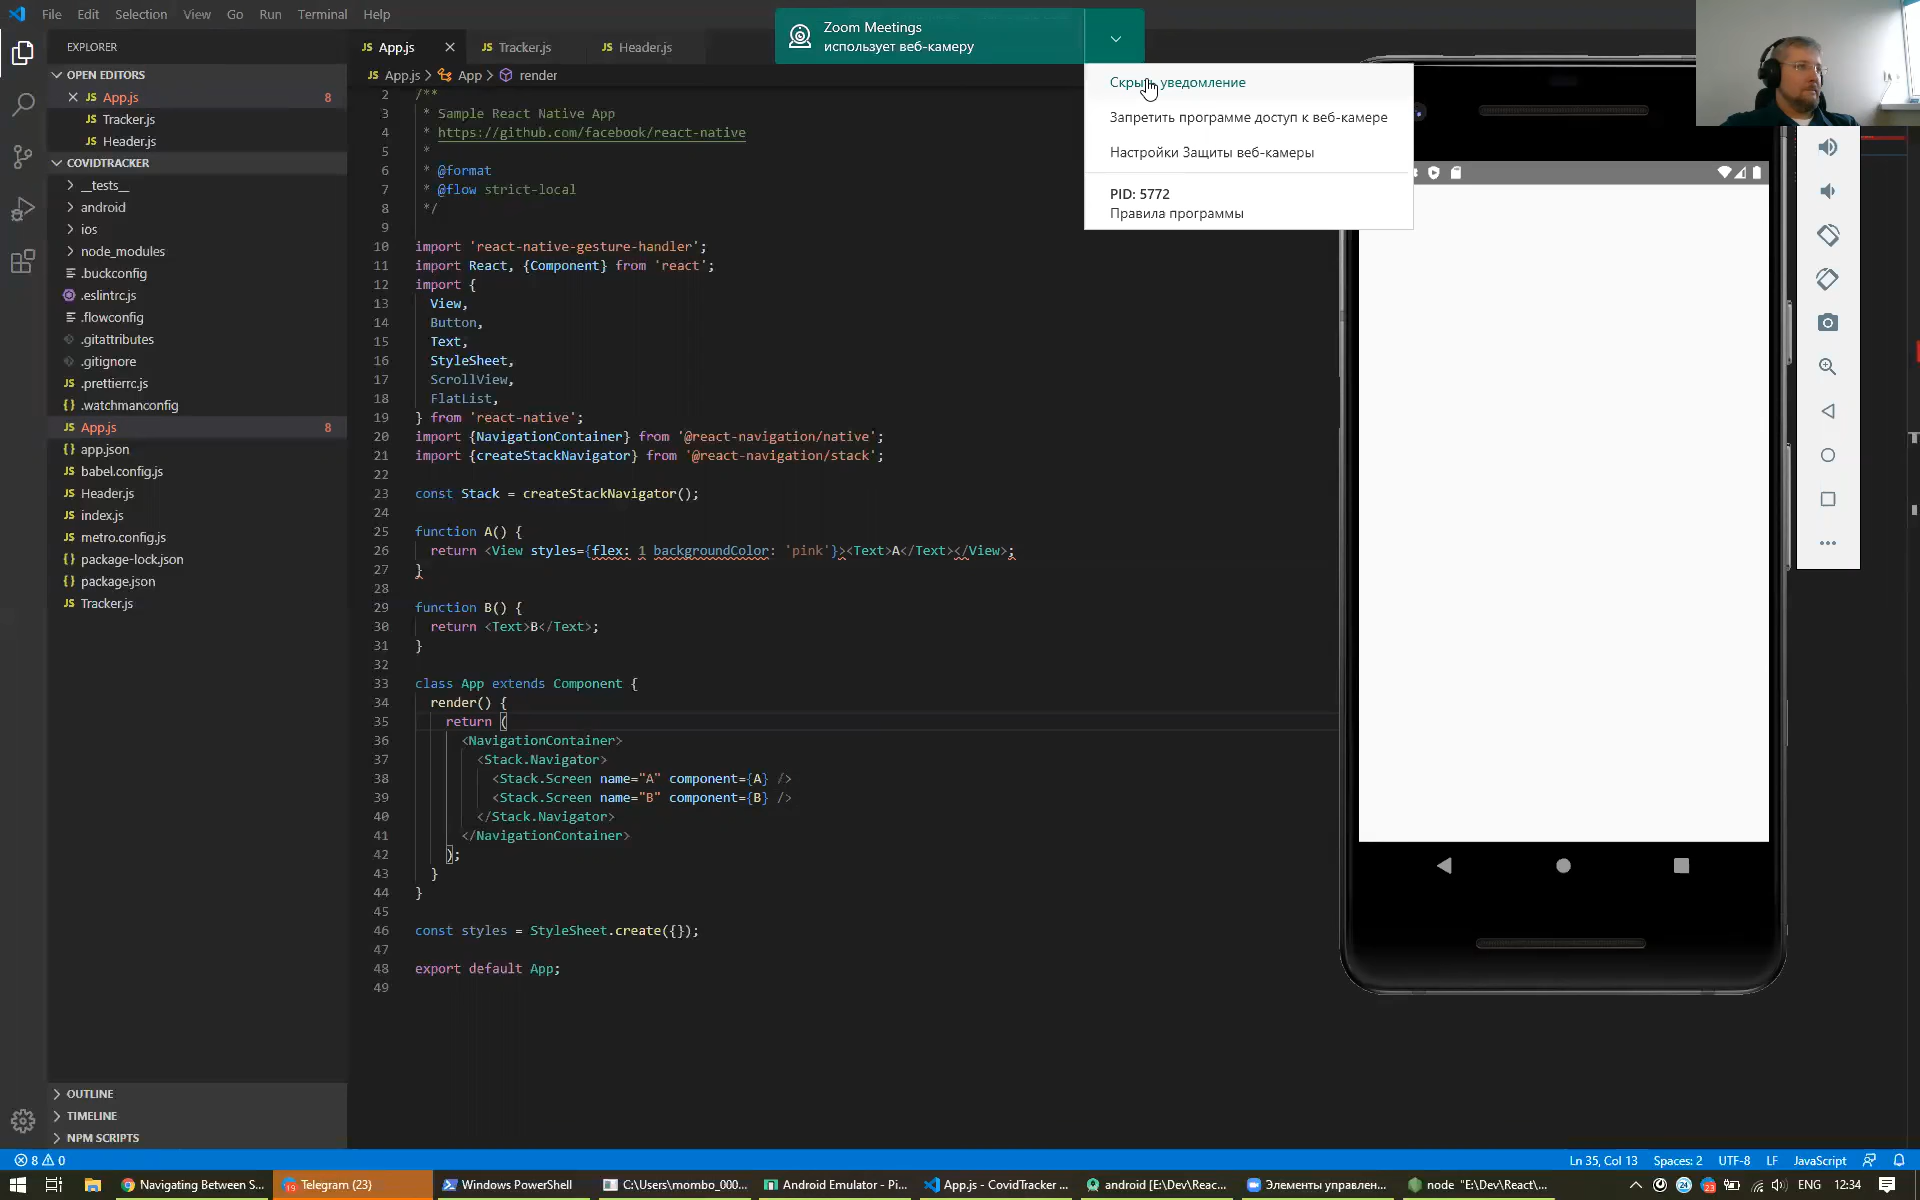 File Edit Selection View Go Run Terminal Help
Zoom Meetings
использует веб-камеру
EXPLORER
App.js
Tracker.js
Header.js
OPEN EDITORS
App.js > App > render
App.js 8
Tracker.js
Header.js
COVIDTRACKER
__tests__
android
ios
node_modules
.buckconfig
.eslintrc.js
.flowconfig
.gitattributes
.gitignore
.prettierrc.js
.watchmanconfig
App.js 8
app.json
babel.config.js
Header.js
index.js
metro.config.js
package-lock.json
package.json
Tracker.js
OUTLINE
TIMELINE
NPM SCRIPTS
2 /**
3 * Sample React Native App
4 * https://github.com/facebook/react-native
5 *
6 * @format
7 * @flow strict-local
8 */
9
10 import 'react-native-gesture-handler';
11 import React, {Component} from 'react';
12 import {
13 View,
14 Button,
15 Text,
16 StyleSheet,
17 ScrollView,
18 FlatList,
19 } from 'react-native';
20 import {NavigationContainer} from '@react-navigation/native';
21 import {createStackNavigator} from '@react-navigation/stack';
22
23 const Stack = createStackNavigator();
24
25 function A() {
26 return <View styles={flex: 1 backgroundColor: 'pink'}><Text>A</Text></View>;
27 }
28
29 function B() {
30 return <Text>B</Text>;
31 }
32
33 class App extends Component {
34 render() {
35 return (
36 <NavigationContainer>
37 <Stack.Navigator>
38 <Stack.Screen name="A" component={A} />
39 <Stack.Screen name="B" component={B} />
40 </Stack.Navigator>
41 </NavigationContainer>
42 );
43 }
44 }
45
46 const styles = StyleSheet.create({});
47
48 export default App;
49
уведомление
Запретить программе доступ к веб-камере
Настройки Защиты веб-камеры
PID: 5772
Правила программы
8 0
Ln 35, Col 13 Spaces: 2 UTF-8 LF JavaScript
Navigating Between S...
Telegram (23)
Windows PowerShell
C:\Users\mombo_000...
Android Emulator - Pi...
App.js - CovidTracker ...
android [E:\Dev\Reac...
Элементы управлен...
node "E:\Dev\React\...
ENG 12:34